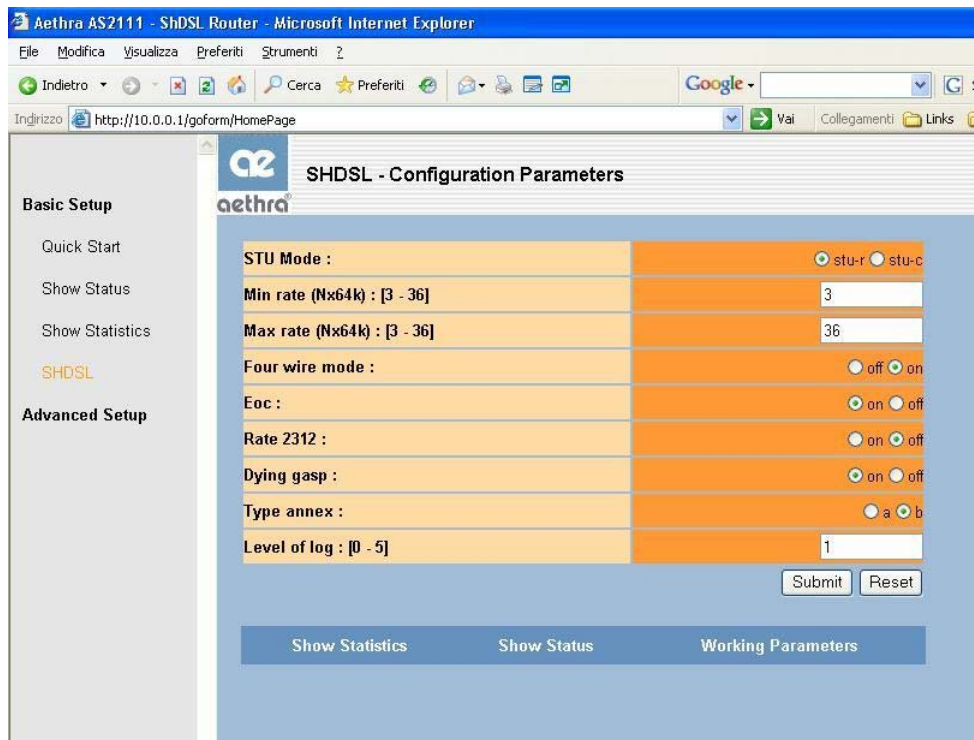 Aethra AS2111 - ShDSL Router - Microsoft Internet Explorer
File Modifica Visualizza Preferiti Strumenti ?
Indietro Cerca Preferiti Google
Indirizzo http://10.0.0.1/goform/HomePage Vai Collegamenti Links
ae
aethra®
SHDSL - Configuration Parameters
Basic Setup
Quick Start
Show Status
Show Statistics
SHDSL
Advanced Setup
STU Mode : stu-r stu-c
Min rate (Nx64k) : [3 - 36] 3
Max rate (Nx64k) : [3 - 36] 36
Four wire mode : off on
Eoc : on off
Rate 2312 : on off
Dying gasp : on off
Type annex : a b
Level of log : [0 - 5] 1
Submit Reset
Show Statistics Show Status Working Parameters